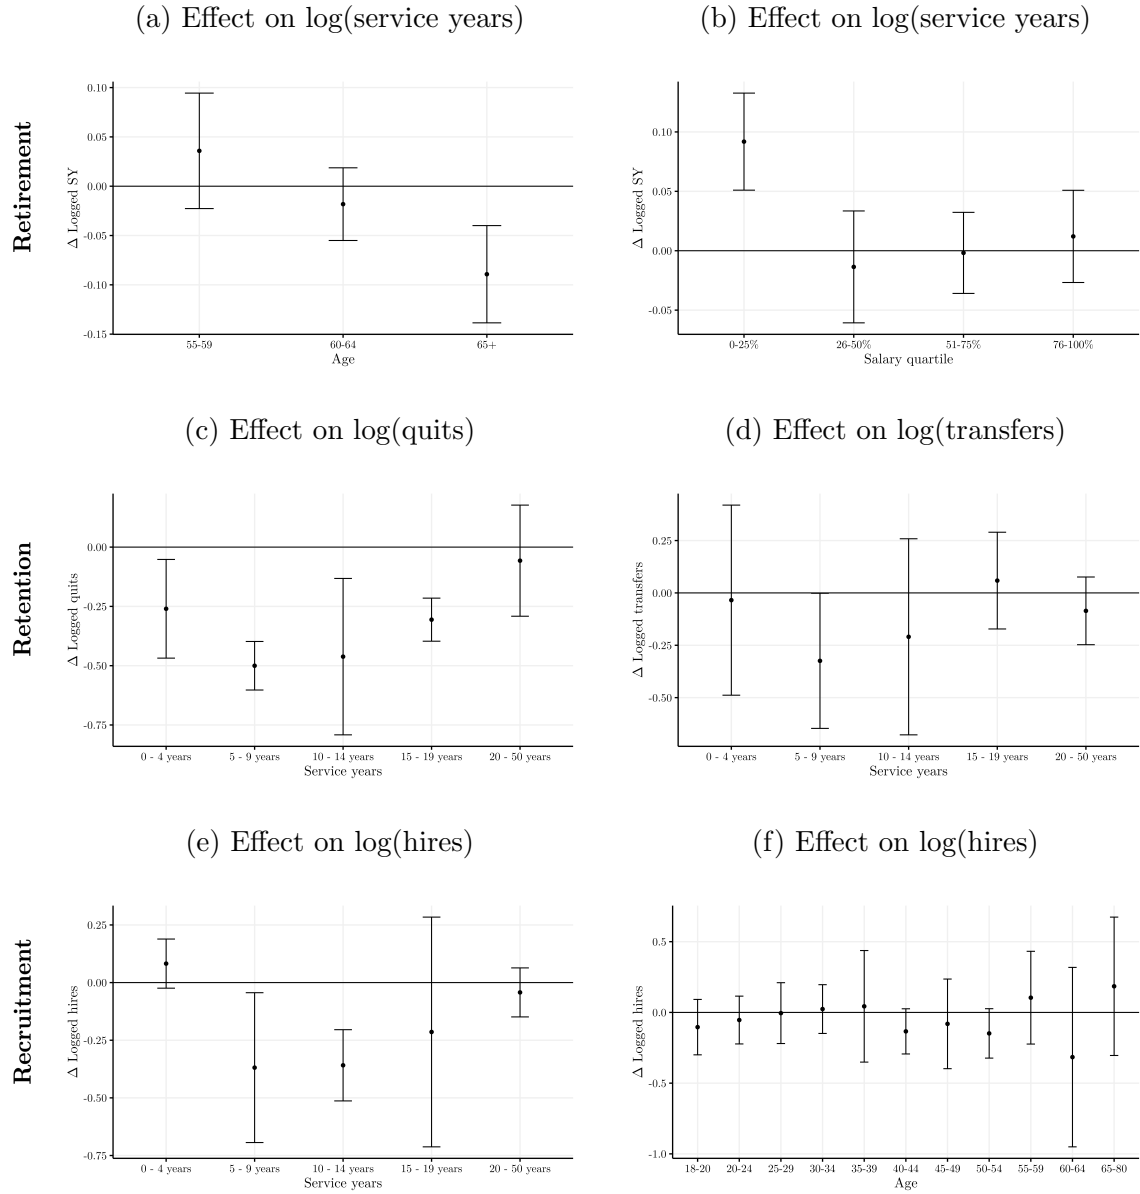 (a) Effect on log(service years)
(b) Effect on log(service years)
Retirement
Δ Logged SY
0.10
0.05
0.00
-0.05
-0.10
-0.15
55-59
60-64
65+
Age
Δ Logged SY
0.10
0.05
0.00
-0.05
0-25%
26-50%
51-75%
76-100%
Salary quartile
(c) Effect on log(quits)
(d) Effect on log(transfers)
Retention
Δ Logged quits
0.00
-0.25
-0.50
-0.75
0 - 4 years
5 - 9 years
10 - 14 years
15 - 19 years
20 - 50 years
Service years
Δ Logged transfers
0.25
0.00
-0.25
-0.50
0 - 4 years
5 - 9 years
10 - 14 years
15 - 19 years
20 - 50 years
Service years
(e) Effect on log(hires)
(f) Effect on log(hires)
Recruitment
Δ Logged hires
0.25
0.00
-0.25
-0.50
-0.75
0 - 4 years
5 - 9 years
10 - 14 years
15 - 19 years
20 - 50 years
Service years
Δ Logged hires
0.5
0.0
-0.5
-1.0
18-20
20-24
25-29
30-34
35-39
40-44
45-49
50-54
55-59
60-64
65-80
Age